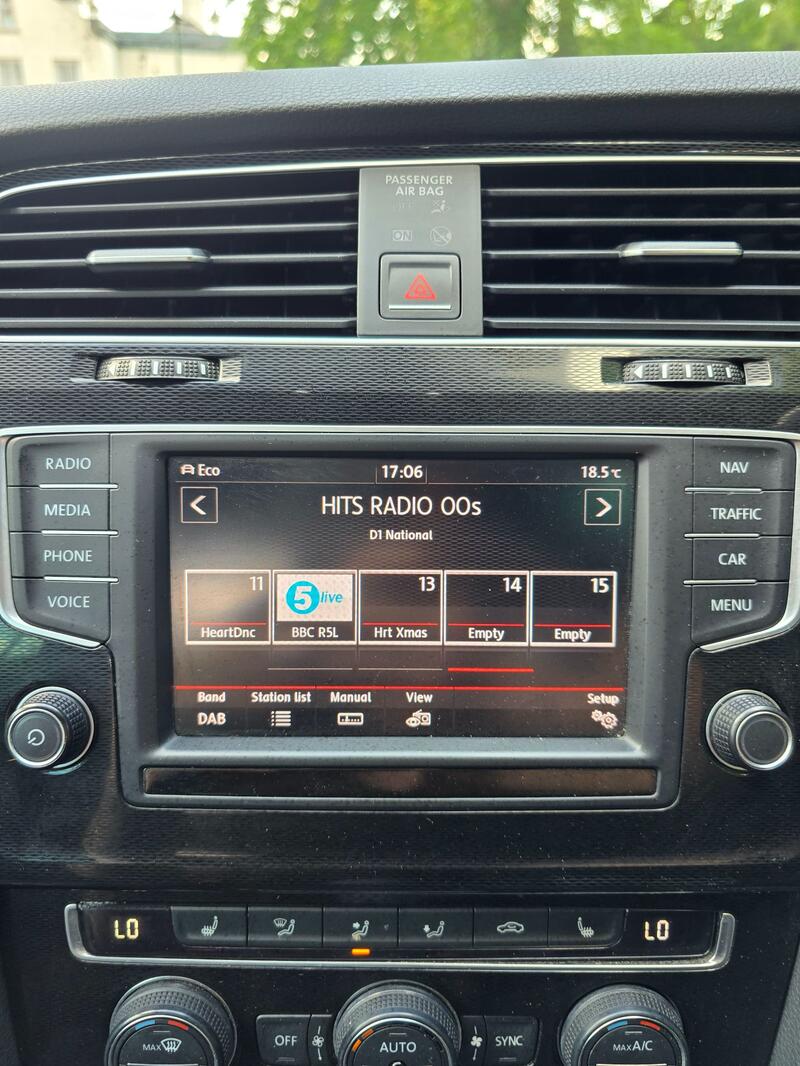 PASSENGER
AIR BAG
OFF
ON
RADIO
MEDIA
PHONE
VOICE
NAV
TRAFFIC
CAR
MENU
Eco 17:06 18.5°C
< HITS RADIO 00s >
D1 National
11 13 14 15
5 live
HeartDnc BBC R5L Hrt Xmas Empty Empty
Band Station list Manual View Setup
DAB
LO LO
MAX OFF AUTO SYNC MAX A/C